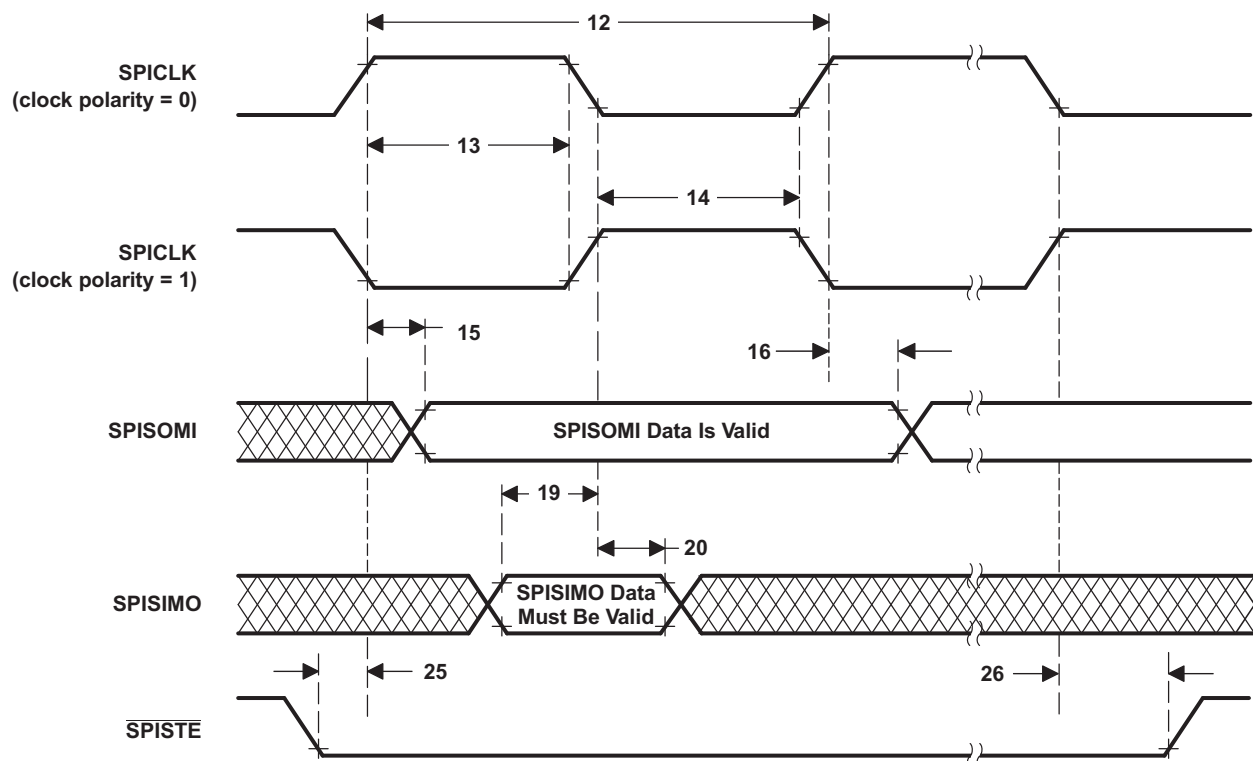 12
SPICLK
(clock polarity = 0)
13
14
SPICLK
(clock polarity = 1)
15
16
SPISOMI
SPISOMI Data Is Valid
19
20
SPISIMO
SPISIMO Data
Must Be Valid
25
26
SPISTE